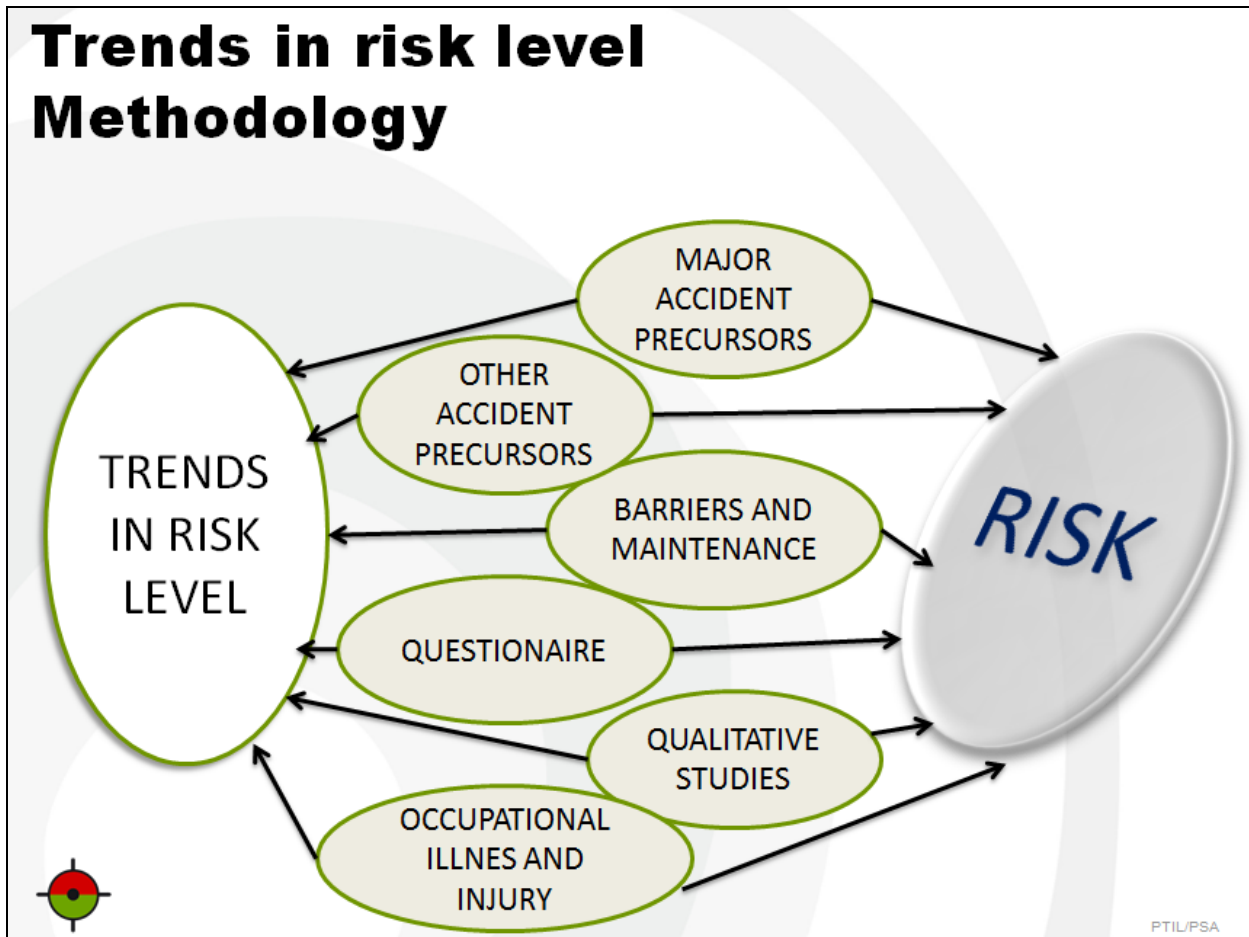 Trends in risk level
Methodology
MAJOR
ACCIDENT
PRECURSORS
OTHER
ACCIDENT
PRECURSORS
TRENDS
IN RISK
LEVEL
BARRIERS AND
MAINTENANCE
RISK
QUESTIONAIRE
QUALITATIVE
STUDIES
OCCUPATIONAL
ILLNES AND
INJURY
PTIL/PSA